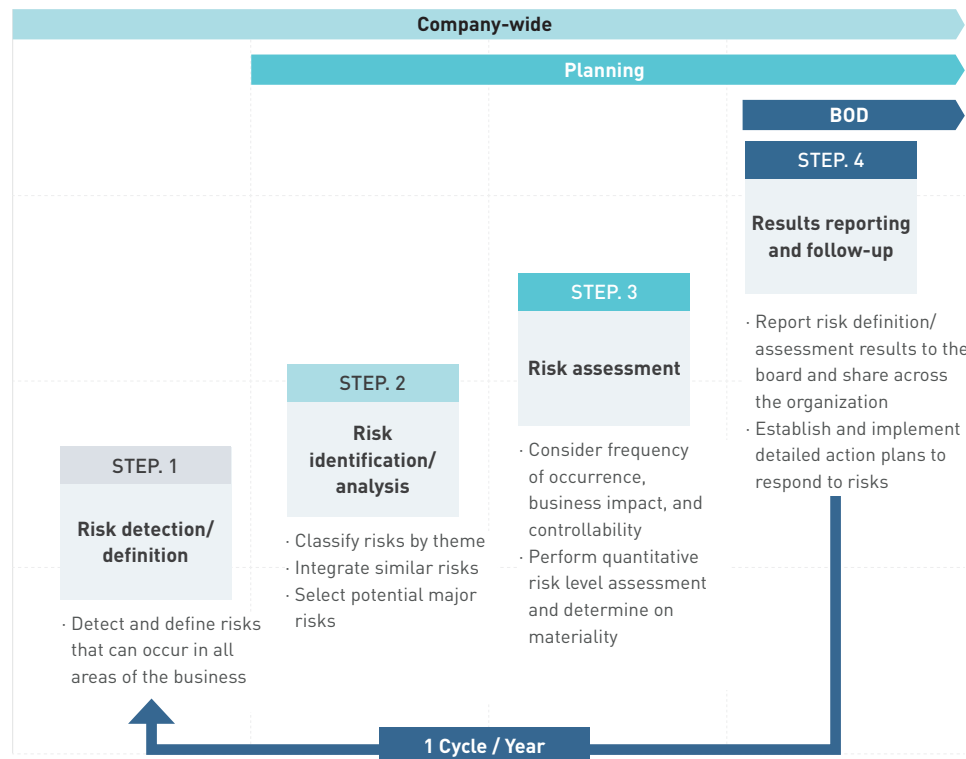 Company-wide
Planning
BOD
STEP. 1
Risk detection/
definition
· Detect and define risks
that can occur in all
areas of the business
STEP. 2
Risk
identification/
analysis
· Classify risks by theme
· Integrate similar risks
· Select potential major
risks
STEP. 3
Risk assessment
· Consider frequency
of occurrence,
business impact, and
controllability
· Perform quantitative
risk level assessment
and determine on
materiality
STEP. 4
Results reporting
and follow-up
· Report risk definition/
assessment results to the
board and share across
the organization
· Establish and implement
detailed action plans to
respond to risks
1 Cycle / Year